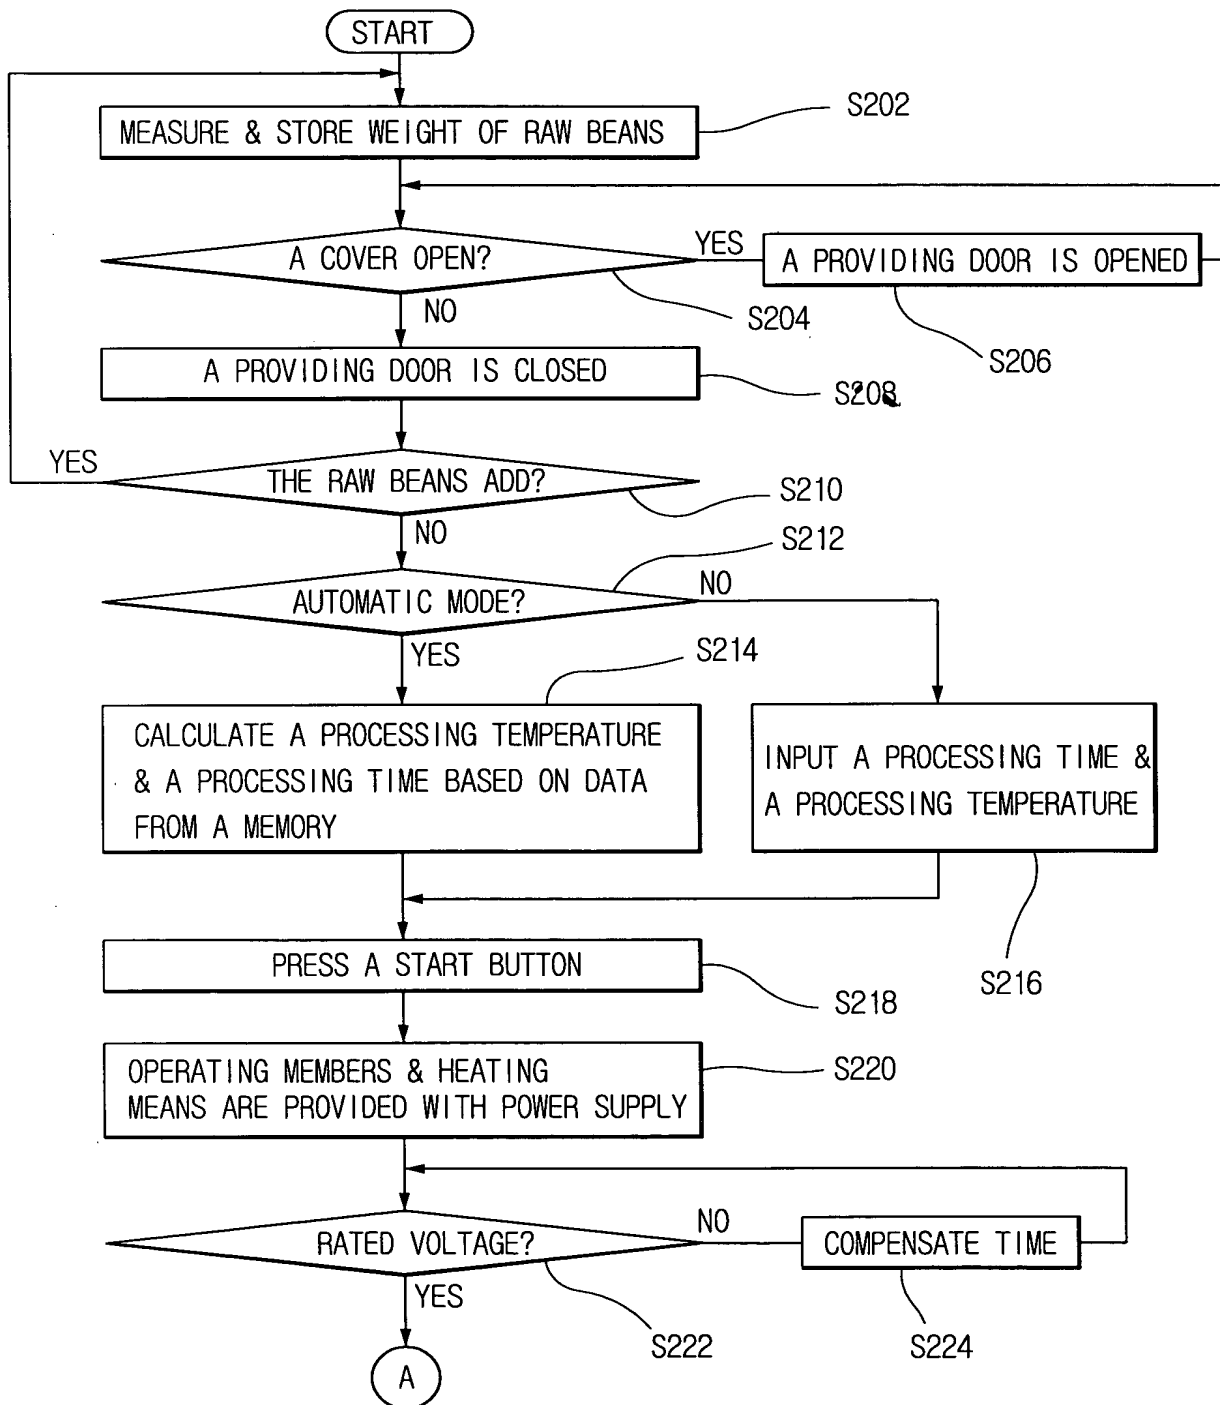 START
S202
MEASURE & STORE WEIGHT OF RAW BEANS
A COVER OPEN?
YES
A PROVIDING DOOR IS OPENED
NO
S204
S206
A PROVIDING DOOR IS CLOSED
S208
YES
THE RAW BEANS ADD?
S210
NO
S212
AUTOMATIC MODE?
NO
YES
S214
CALCULATE A PROCESSING TEMPERATURE
& A PROCESSING TIME BASED ON DATA
FROM A MEMORY
INPUT A PROCESSING TIME &
A PROCESSING TEMPERATURE
PRESS A START BUTTON
S216
S218
OPERATING MEMBERS & HEATING
MEANS ARE PROVIDED WITH POWER SUPPLY
S220
RATED VOLTAGE?
NO
COMPENSATE TIME
YES
S222
S224
A